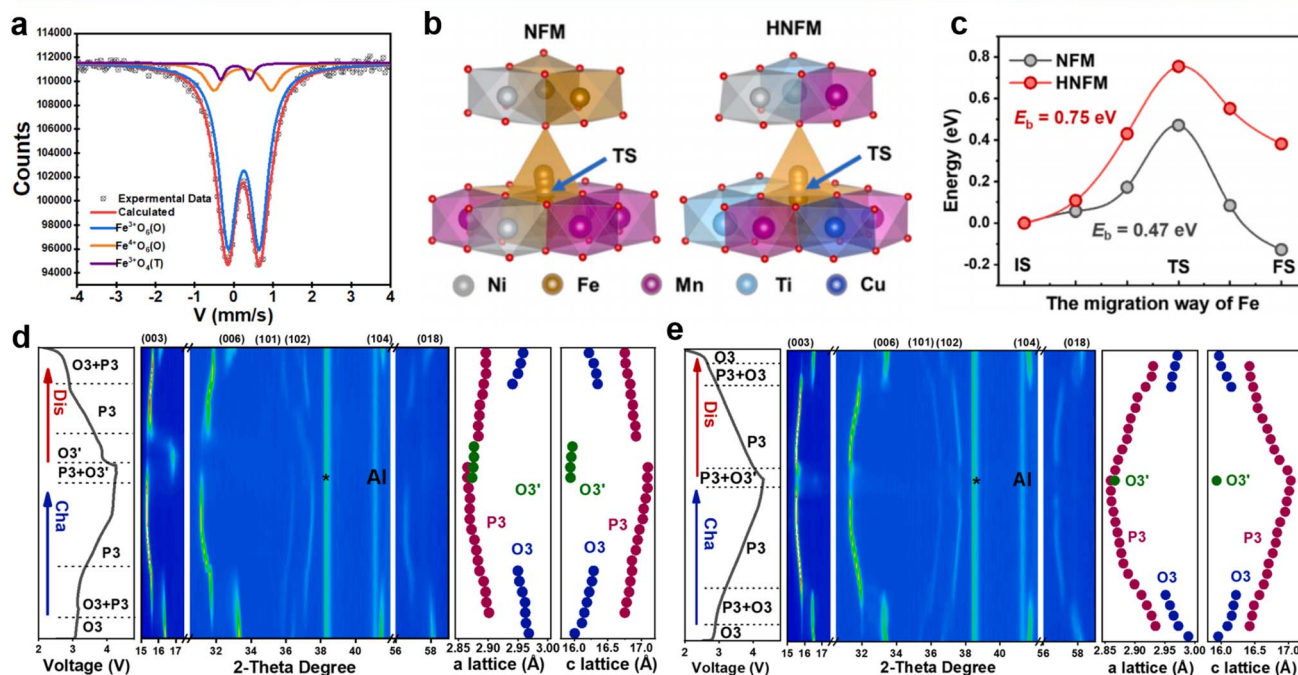 a
114000
112000
110000
108000
106000
104000
102000
100000
98000
96000
94000
Counts
Experimental Data
Calculated
Fe³⁺O₆(O)
Fe⁴⁺O₆(O)
Fe³⁺O₄(T)
-4 -3 -2 -1 0 1 2 3 4
V (mm/s)
b
NFM HNFM
TS TS
Ni Fe Mn Ti Cu
c
0.8
0.6
0.4
0.2
0.0
-0.2
Energy (eV)
NFM
HNFM
E_b = 0.75 eV
E_b = 0.47 eV
IS TS FS
The migration way of Fe
d
(003) (006) (101) (102) (104) (018)
O3+P3
Dis
P3
O3'
P3+O3'
Cha
P3
O3+P3
O3
* Al
O3'
P3
O3
P3
O3'
O3
2 3 4
Voltage (V)
15 16 17 32 34 36 38 40 42 56 58
2-Theta Degree
2.85 2.90 2.95 3.00
a lattice (Å)
16.0 16.5 17.0
c lattice (Å)
e
(003) (006) (101) (102) (104) (018)
O3
P3+O3
Dis
P3
P3+O3'
Cha
P3
P3+O3
O3
* Al
O3'
P3
O3
O3'
P3
O3
2 3 4
Voltage (V)
15 16 17 30 32 34 36 38 40 42 56 58
2-Theta Degree
2.85 2.90 2.95 3.00
a lattice (Å)
16.0 16.5 17.0
c lattice (Å)